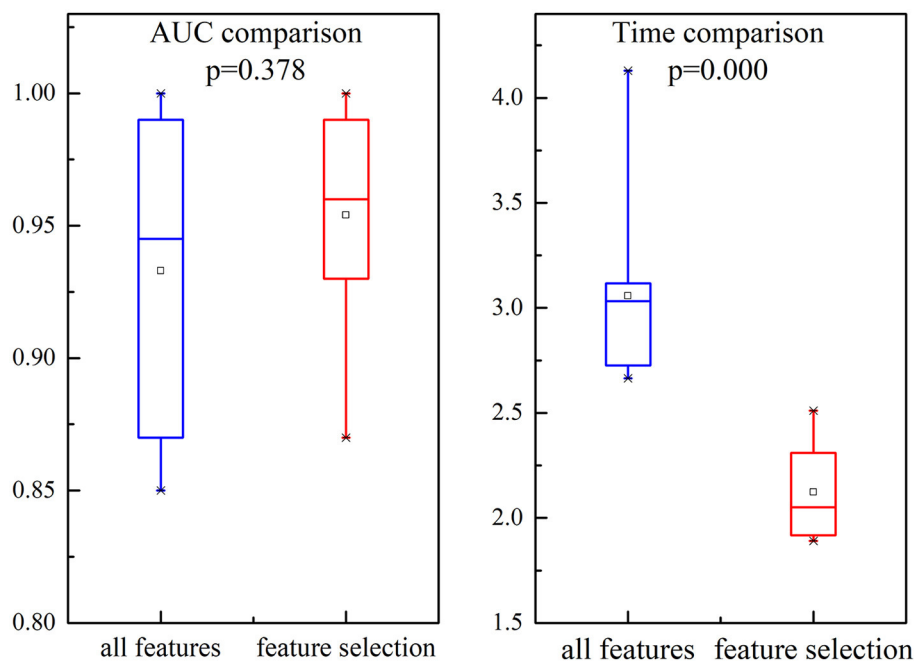 AUC comparison
p=0.378
1.00
0.95
0.90
0.85
0.80
all features
feature selection
Time comparison
p=0.000
4.0
3.5
3.0
2.5
2.0
1.5
all features
feature selection